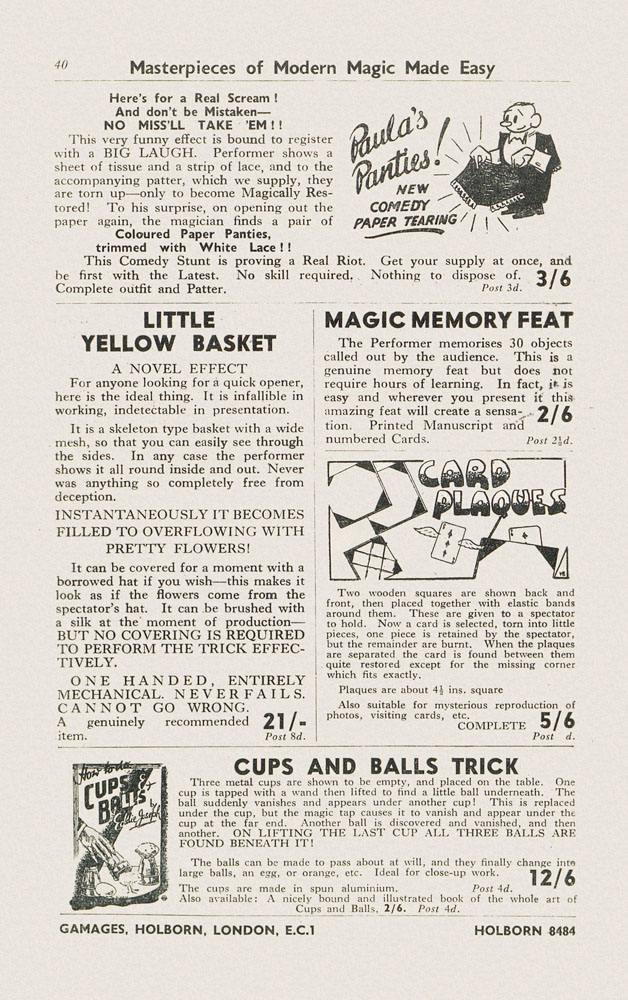 40
Masterpieces of Modern Magic Made Easy
Here's for a Real Scream!
And don't be Mistaken—
NO MISS'LL TAKE 'EM!!
This very funny effect is bound to register
with a BIG LAUGH. Performer shows a
sheet of tissue and a strip of lace, and to the
accompanying patter, which we supply, they
are torn up—only to become Magically Res-
tored! To his surprise, on opening out the
paper again, the magician finds a pair of
Coloured Paper Panties,
trimmed with White Lace!!
Paula's
Panties!
NEW
COMEDY
PAPER TEARING
This Comedy Stunt is proving a Real Riot. Get your supply at once, and
be first with the Latest. No skill required. Nothing to dispose of. 3/6
Complete outfit and Patter. Post 3d.
LITTLE
YELLOW BASKET
A NOVEL EFFECT
For anyone looking for a quick opener,
here is the ideal thing. It is infallible in
working, indetectable in presentation.
It is a skeleton type basket with a wide
mesh, so that you can easily see through
the sides. In any case the performer
shows it all round inside and out. Never
was anything so completely free from
deception.
INSTANTANEOUSLY IT BECOMES
FILLED TO OVERFLOWING WITH
PRETTY FLOWERS!
It can be covered for a moment with a
borrowed hat if you wish—this makes it
look as if the flowers come from the
spectator's hat. It can be brushed with
a silk at the moment of production—
BUT NO COVERING IS REQUIRED
TO PERFORM THE TRICK EFFEC-
TIVELY.
ONE HANDED, ENTIRELY
MECHANICAL. NEVER FAILS.
CANNOT GO WRONG.
A genuinely recommended 21/-
item. Post 8d.
MAGIC MEMORY FEAT
The Performer memorises 30 objects
called out by the audience. This is a
genuine memory feat but does not
require hours of learning. In fact, it is
easy and wherever you present it this
amazing feat will create a sensa- 2/6
tion. Printed Manuscript and
numbered Cards. Post 2½d.
CARD
PLAQUES
Two wooden squares are shown back and
front, then placed together with elastic bands
around them. These are given to a spectator
to hold. Now a card is selected, torn into little
pieces, one piece is retained by the spectator,
but the remainder are burnt. When the plaques
are separated the card is found between them
quite restored except for the missing corner
which fits exactly.
Plaques are about 4½ ins. square
Also suitable for mysterious reproduction of
photos, visiting cards, etc.
COMPLETE 5/6
Post d.
How to do
CUPS &
BALLS
by
CUPS AND BALLS TRICK
Three metal cups are shown to be empty, and placed on the table. One
cup is tapped with a wand then lifted to find a little ball underneath. The
ball suddenly vanishes and appears under another cup! This is replaced
under the cup, but the magic tap causes it to vanish and appear under the
cup at the far end. Another ball is discovered and vanished, and then
another. ON LIFTING THE LAST CUP ALL THREE BALLS ARE
FOUND BENEATH IT!
The balls can be made to pass about at will, and they finally change into
large balls, an egg, or orange, etc. Ideal for close-up work. 12/6
The cups are made in spun aluminium. Post 4d.
Also available: A nicely bound and illustrated book of the whole art of
Cups and Balls, 2/6. Post 4d.
GAMAGES, HOLBORN, LONDON, E.C.1
HOLBORN 8484